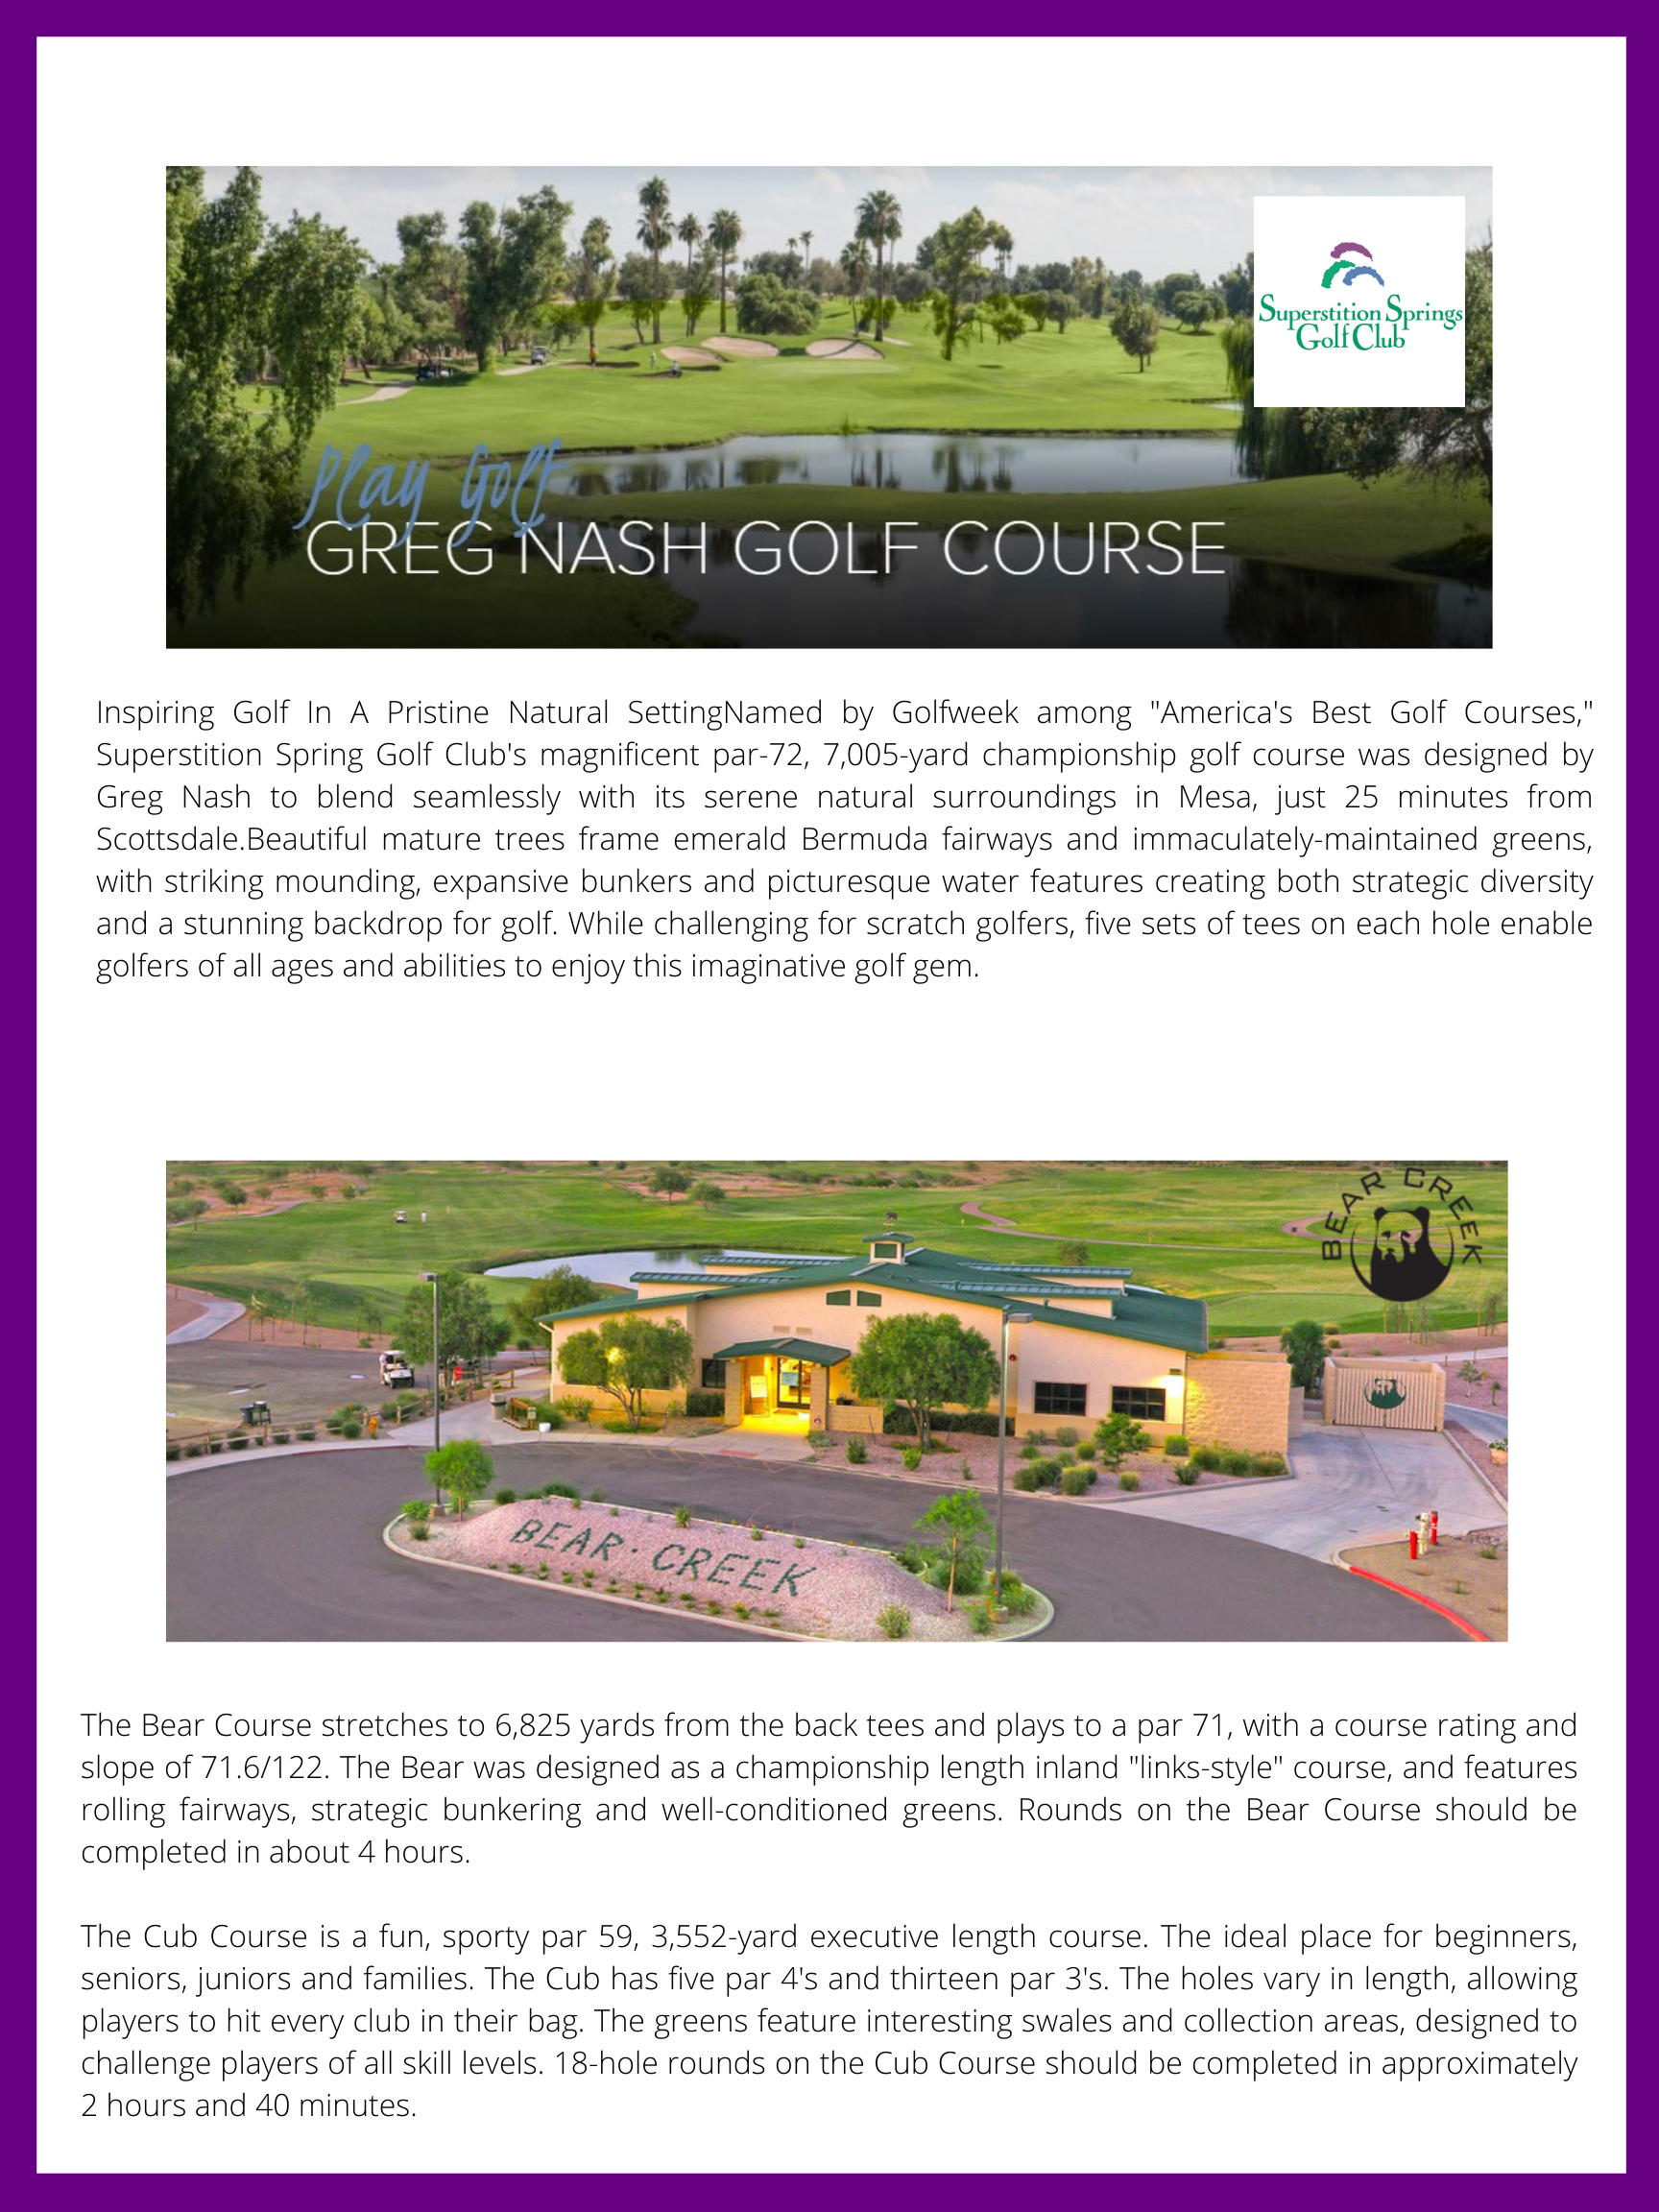 Superstition Springs
Golf Club
Play Golf
GREG NASH GOLF COURSE
Inspiring Golf In A Pristine Natural SettingNamed by Golfweek among "America's Best Golf Courses,"
Superstition Spring Golf Club's magnificent par-72, 7,005-yard championship golf course was designed by
Greg Nash to blend seamlessly with its serene natural surroundings in Mesa, just 25 minutes from
Scottsdale.Beautiful mature trees frame emerald Bermuda fairways and immaculately-maintained greens,
with striking mounding, expansive bunkers and picturesque water features creating both strategic diversity
and a stunning backdrop for golf. While challenging for scratch golfers, five sets of tees on each hole enable
golfers of all ages and abilities to enjoy this imaginative golf gem.
BEAR CREEK
BEAR · CREEK
The Bear Course stretches to 6,825 yards from the back tees and plays to a par 71, with a course rating and
slope of 71.6/122. The Bear was designed as a championship length inland "links-style" course, and features
rolling fairways, strategic bunkering and well-conditioned greens. Rounds on the Bear Course should be
completed in about 4 hours.
The Cub Course is a fun, sporty par 59, 3,552-yard executive length course. The ideal place for beginners,
seniors, juniors and families. The Cub has five par 4's and thirteen par 3's. The holes vary in length, allowing
players to hit every club in their bag. The greens feature interesting swales and collection areas, designed to
challenge players of all skill levels. 18-hole rounds on the Cub Course should be completed in approximately
2 hours and 40 minutes.